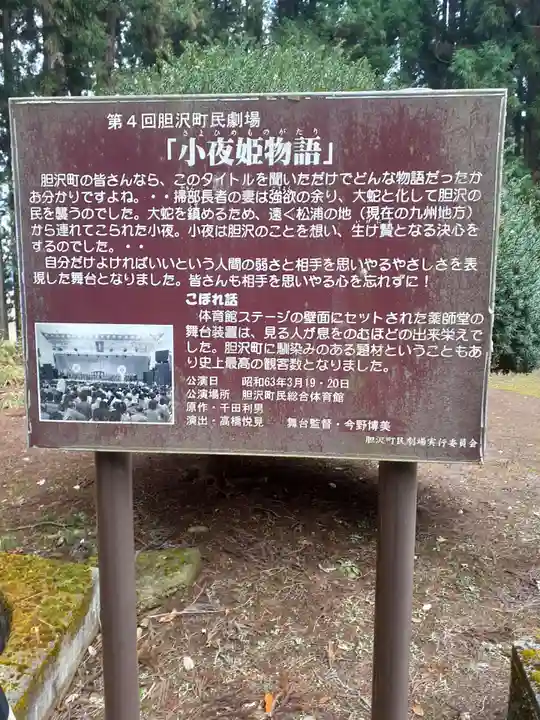 第４回胆沢町民劇場
さよひめものがたり
「小夜姫物語」
胆沢町の皆さんなら、このタイトルを聞いただけでどんな物語だったか
お分かりですよね。・・掃部長者の妻は強欲の余り、大蛇と化して胆沢の
民を襲うのでした。大蛇を鎮めるため、遠く松浦の地（現在の九州地方）
から連れてこられた小夜。小夜は胆沢のことを想い、生け贄となる決心を
するのでした。・・
自分だけよければいいという人間の弱さと相手を思いやるやさしさを表
現した舞台となりました。皆さんも相手を思いやる心を忘れずに！
こぼれ話
体育館ステージの壁面にセットされた薬師堂の
舞台装置は、見る人が息をのむほどの出来栄えで
した。胆沢町に馴染みのある題材ということもあ
り史上最高の観客数となりました。
公演日　昭和63年3月19・20日
公演場所　胆沢町民総合体育館
原作・千田利男
演出・高橋悦見　舞台監督・今野博美
胆沢町民劇場実行委員会